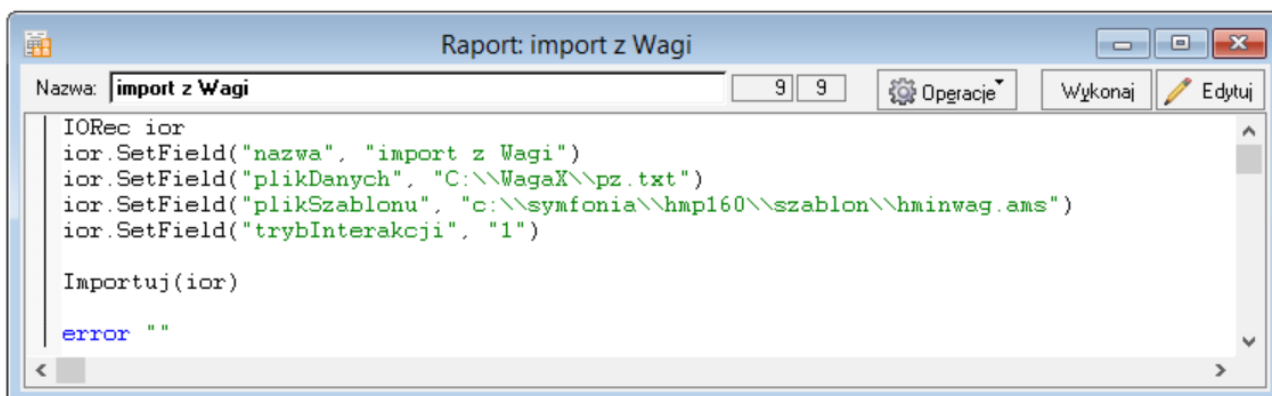 Raport: import z Wagi
Nazwa: import z Wagi 9 9 Operacje Wykonaj Edytuj
IORec ior
ior.SetField("nazwa", "import z Wagi")
ior.SetField("plikDanych", "C:\\WagaX\\pz.txt")
ior.SetField("plikSzablonu", "c:\\symfonia\\hmp160\\szablon\\hminwag.ams")
ior.SetField("trybInterakcji", "1")
Importuj(ior)
error ""